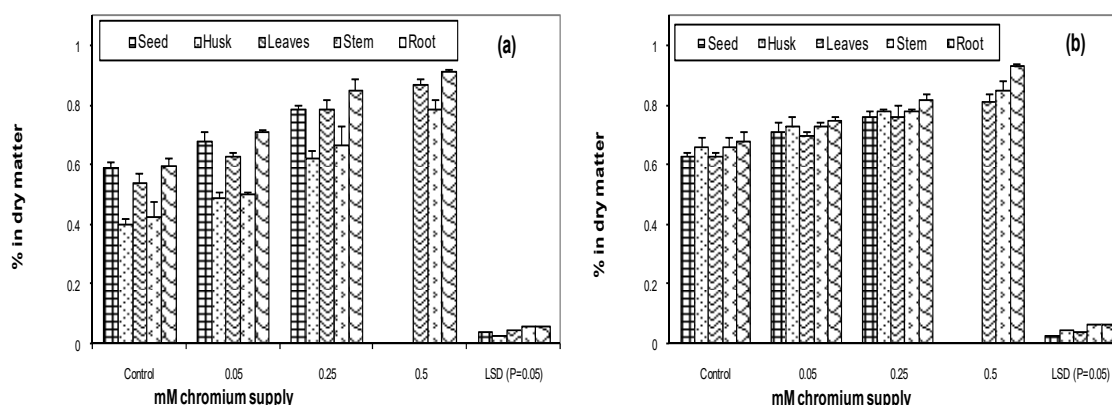 1
0.8
0.6
0.4
0.2
0
% in dry matter
Seed Husk Leaves Stem Root
(a)
Control 0.05 0.25 0.5 LSD (P=0.05)
mM chromium supply
1
0.8
0.6
0.4
0.2
0
% in dry matter
Seed Husk Leaves Stem Root
(b)
Control 0.05 0.25 0.5 LSD (P=0.05)
mM chromium supply